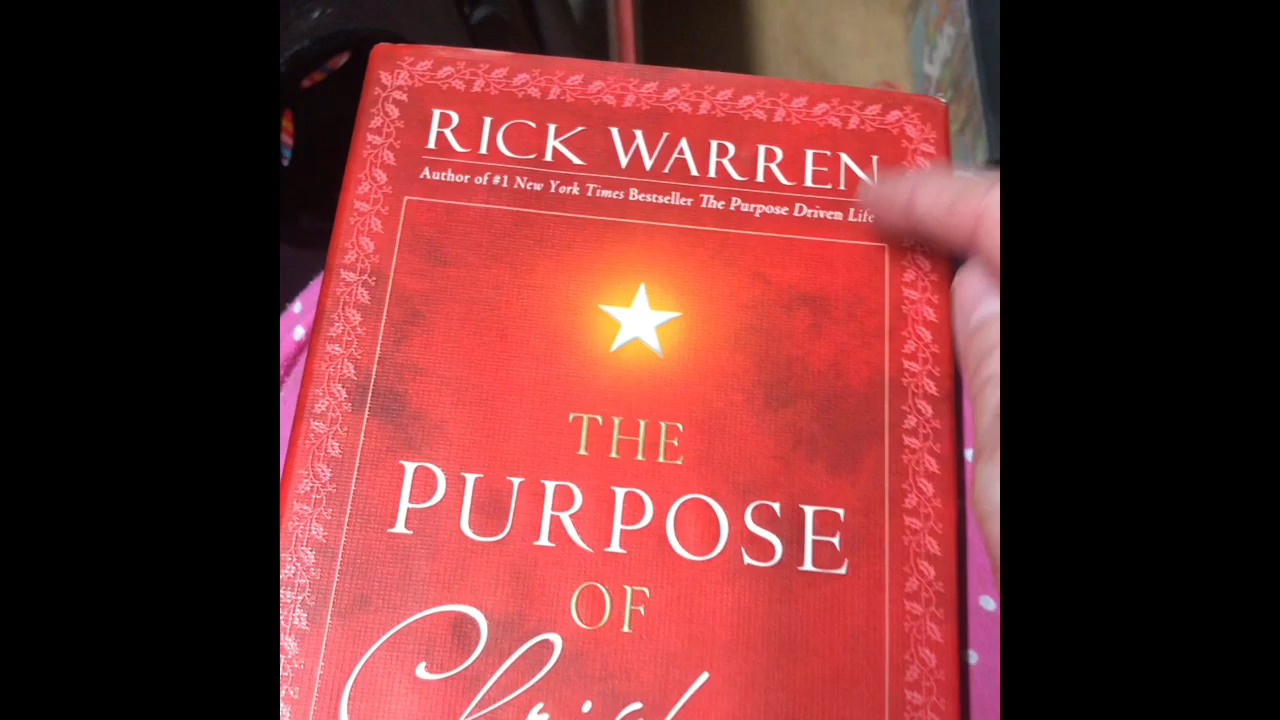 RICK WARREN
Author of #1 New York Times Bestseller The Purpose Driven Life
THE
PURPOSE
OF